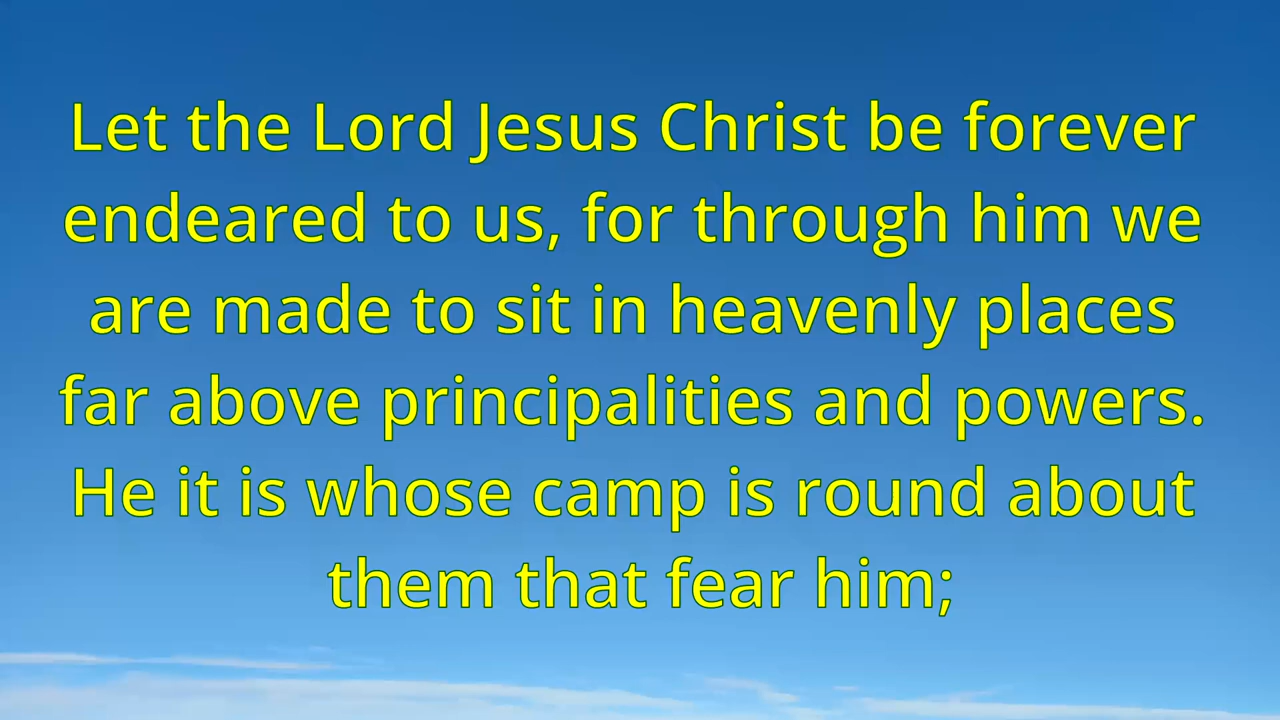 Let the Lord Jesus Christ be forever
endeared to us, for through him we
are made to sit in heavenly places
far above principalities and powers.
He it is whose camp is round about
them that fear him;